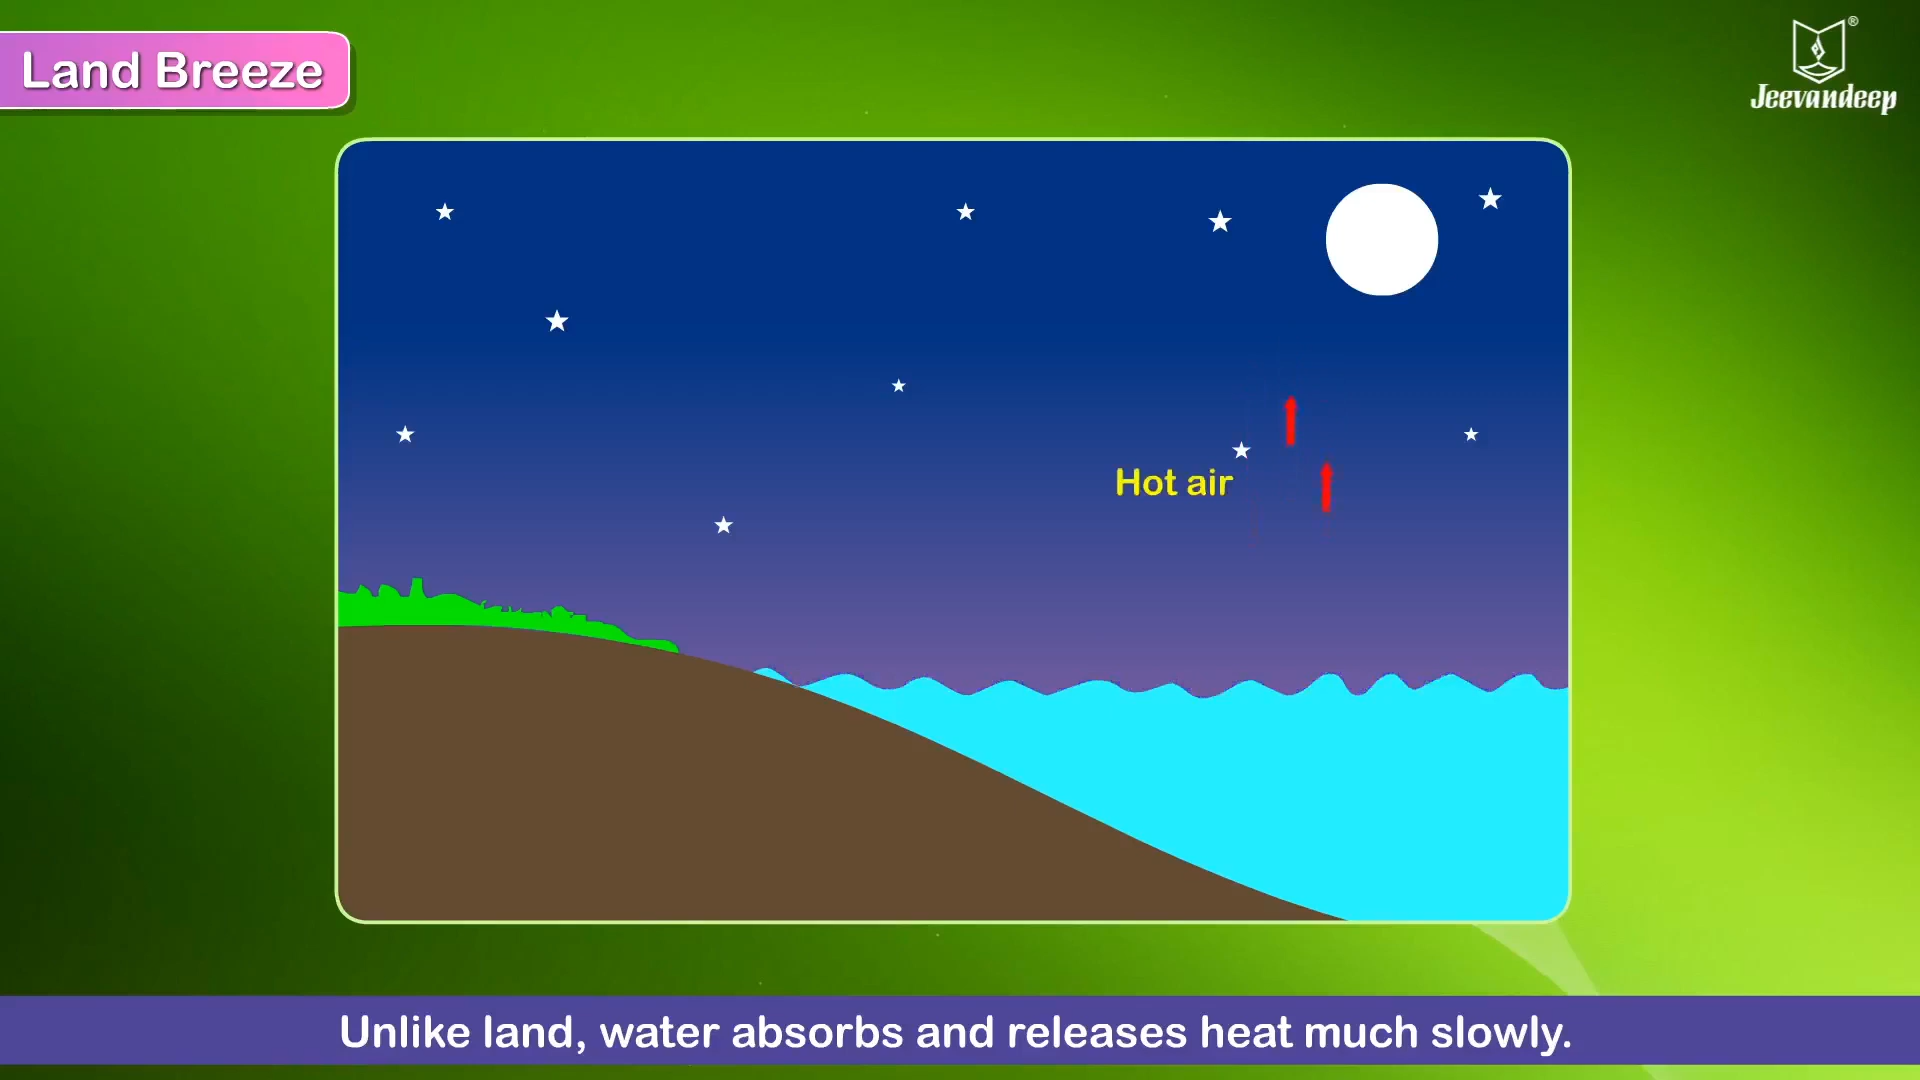 Land Breeze
®
Jeevandeep
Hot air
Unlike land, water absorbs and releases heat much slowly.